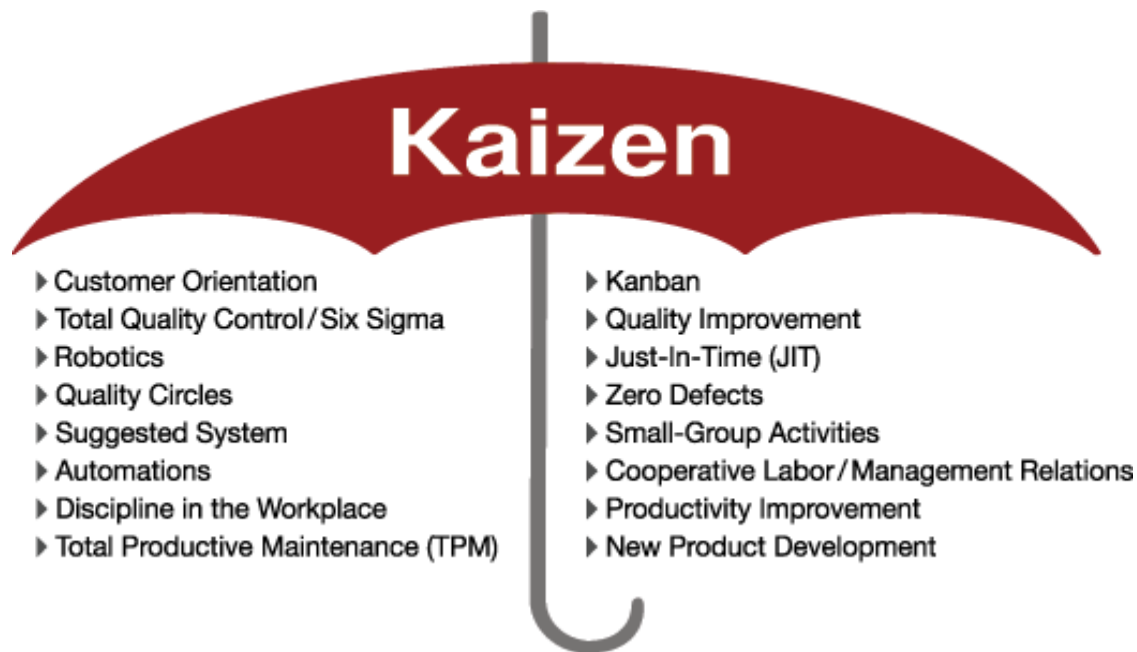 Kaizen
Customer Orientation
Total Quality Control/Six Sigma
Robotics
Quality Circles
Suggested System
Automations
Discipline in the Workplace
Total Productive Maintenance (TPM)
Kanban
Quality Improvement
Just-In-Time (JIT)
Zero Defects
Small-Group Activities
Cooperative Labor/Management Relations
Productivity Improvement
New Product Development